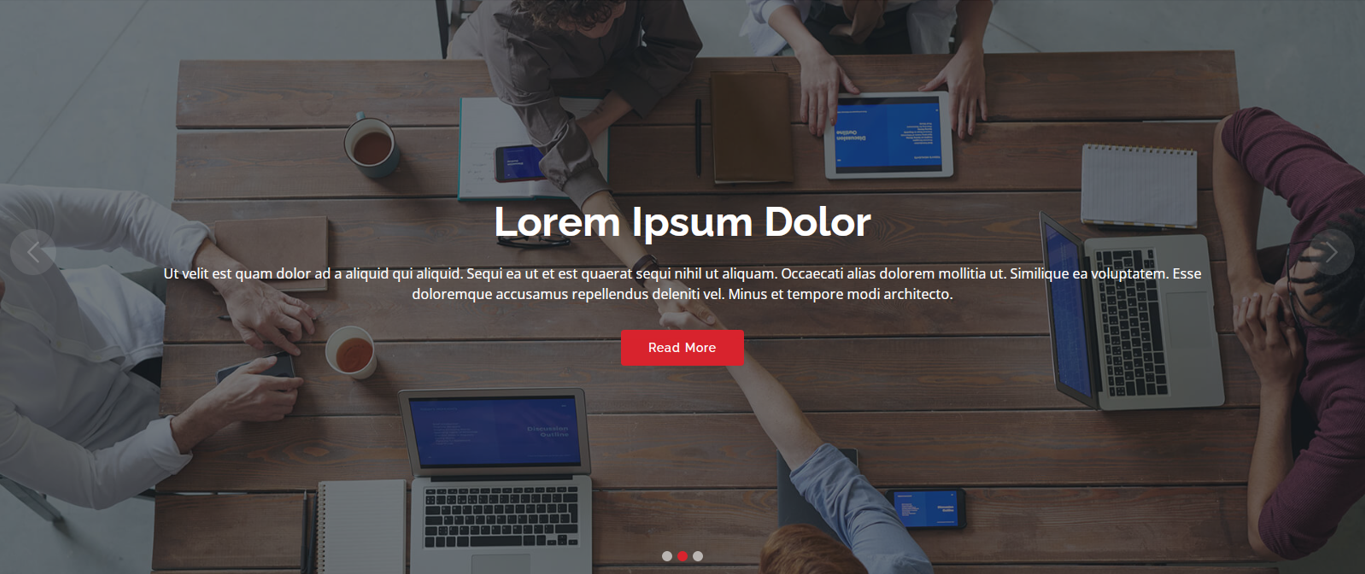 Lorem Ipsum Dolor
Ut velit est quam dolor ad a aliquid qui aliquid. Sequi ea ut et est quaerat sequi nihil ut aliquam. Occaecati alias dolorem mollitia ut. Similique ea voluptatem. Esse
doloremque accusamus repellendus deleniti vel. Minus et tempore modi architecto.
Read More